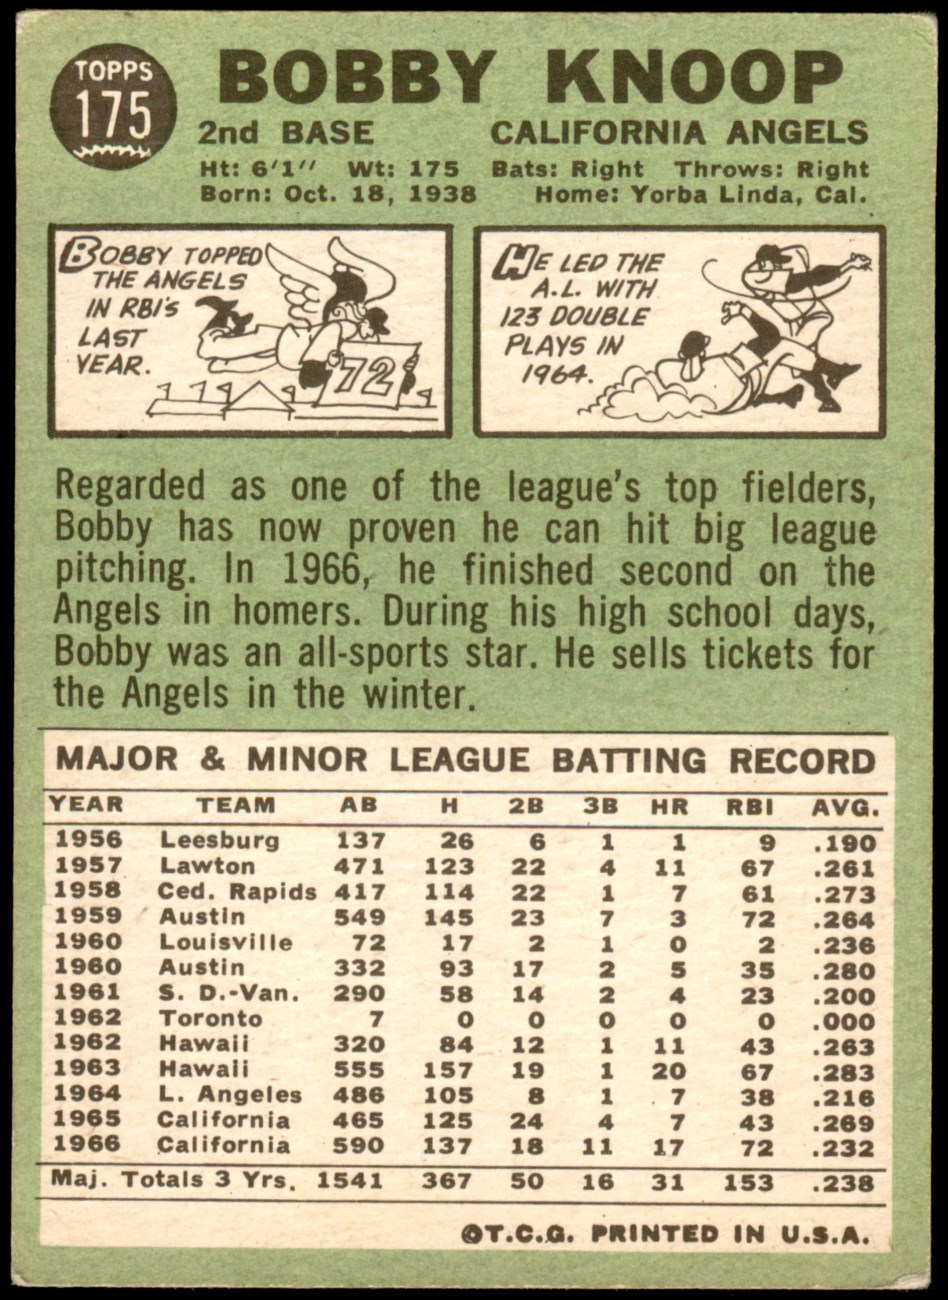 TOPPS
175
BOBBY KNOOP
2nd BASE CALIFORNIA ANGELS
Ht: 6'1" Wt: 175 Bats: Right Throws: Right
Born: Oct. 18, 1938 Home: Yorba Linda, Cal.
BOBBY TOPPED
THE ANGELS
IN RBI'S
LAST
YEAR.
72
HE LED THE
A.L. WITH
123 DOUBLE
PLAYS IN
1964.
Regarded as one of the league's top fielders,
Bobby has now proven he can hit big league
pitching. In 1966, he finished second on the
Angels in homers. During his high school days,
Bobby was an all-sports star. He sells tickets for
the Angels in the winter.
MAJOR & MINOR LEAGUE BATTING RECORD
YEAR TEAM AB H 2B 3B HR RBI AVG.
1956 Leesburg 137 26 6 1 1 9 .190
1957 Lawton 471 123 22 4 11 67 .261
1958 Ced. Rapids 417 114 22 1 7 61 .273
1959 Austin 549 145 23 7 3 72 .264
1960 Louisville 72 17 2 1 0 2 .236
1960 Austin 332 93 17 2 5 35 .280
1961 S. D.-Van. 290 58 14 2 4 23 .200
1962 Toronto 7 0 0 0 0 0 .000
1962 Hawaii 320 84 12 1 11 43 .263
1963 Hawaii 555 157 19 1 20 67 .283
1964 L. Angeles 486 105 8 1 7 38 .216
1965 California 465 125 24 4 7 43 .269
1966 California 590 137 18 11 17 72 .232
Maj. Totals 3 Yrs. 1541 367 50 16 31 153 .238
©T.C.G. PRINTED IN U.S.A.